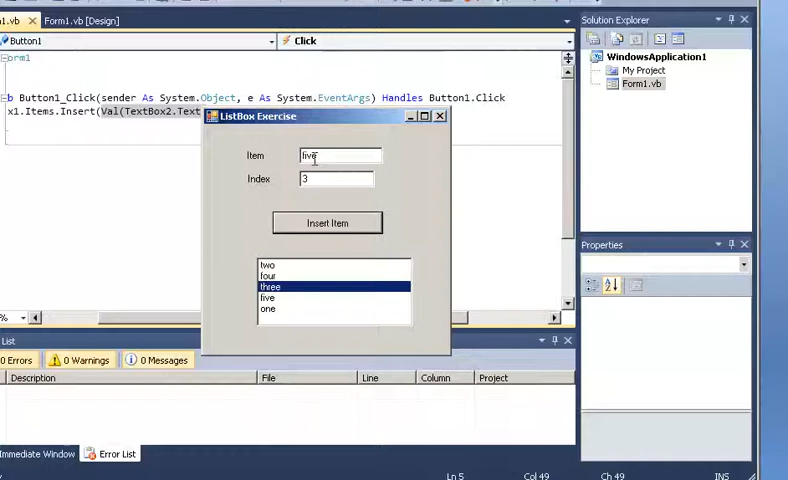 n1.vb
Form1.vb [Design]
Solution Explorer
Button1
Click
WindowsApplication1
My Project
Form1.vb
orm1
b Button1_Click(sender As System.Object, e As System.EventArgs) Handles Button1.Click
x1.Items.Insert(Val(TextBox2.Text
ListBox Exercise
Item
five
Index
3
Insert Item
two
four
three
five
one
Properties
%
List
0 Errors
0 Warnings
0 Messages
Description
File
Line
Column
Project
Immediate Window
Error List
Ln 5
Col 49
Ch 49
INS